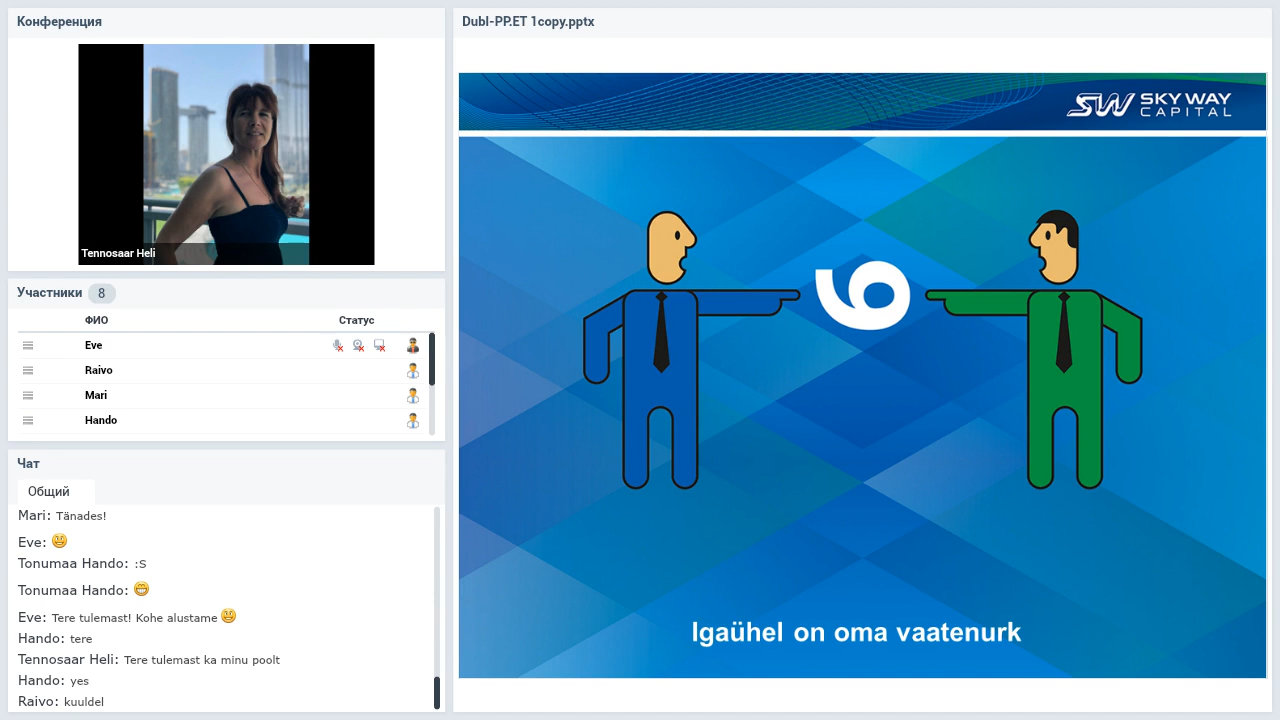 Конференция
Tennosaar Heli
Участники 8
ФИО Статус
Eve
Raivo
Mari
Hando
Чат
Общий
Mari: Tänades!
Eve:
Tonumaa Hando: :S
Tonumaa Hando:
Eve: Tere tulemast! Kohe alustame
Hando: tere
Tennosaar Heli: Tere tulemast ka minu poolt
Hando: yes
Raivo: kuuldel
Dubl-PP.ET 1copy.pptx
SW SKY WAY
CAPITAL
6
Igaühel on oma vaatenurk